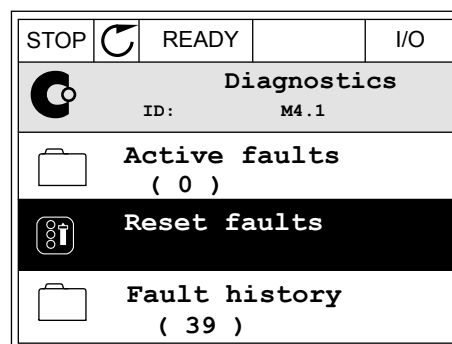 STOP READY I/O
Diagnostics
ID: M4.1
Active faults
( 0 )
Reset faults
Fault history
( 39 )